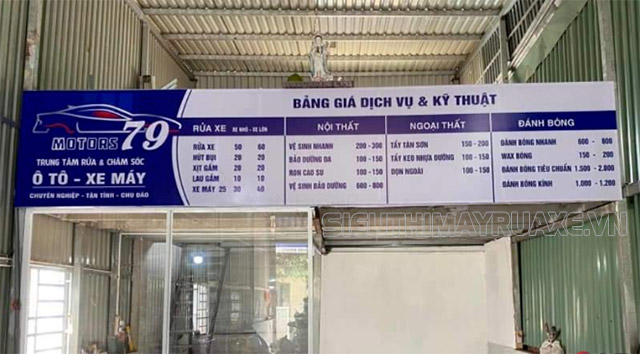 BẢNG GIÁ DỊCH VỤ & KỸ THUẬT
MOTORS 79
TRUNG TÂM RỬA & CHĂM SÓC
Ô TÔ - XE MÁY
CHUYÊN NGHIỆP - TẬN TÌNH - CHU ĐÁO
RỬA XE XE NHỎ - XE LỚN
RỬA XE 50 60
HÚT BỤI 20 20
XỊT GẦM 20 20
LAU GẦM 10 10
XE MÁY 25 30 40
NỘI THẤT
VỆ SINH NHANH 200 - 300
BẢO DƯỠNG DA 100 - 150
RON CAO SU 100 - 150
VỆ SINH BẢO DƯỠNG 600 - 800
NGOẠI THẤT
TẨY TÂN SƠN 150 - 200
TẨY KEO NHỰA ĐƯỜNG 100 - 150
DỌN NGOÀI 100 - 150
ĐÁNH BÓNG
ĐÁNH BÓNG NHANH 600 - 800
WAX BÓNG 150 - 200
ĐÁNH BÓNG TIÊU CHUẨN 1.500 - 2.800
ĐÁNH BÓNG KÍNH 1.000 - 1.200
SIEUTHIMAYRUAXE.VN